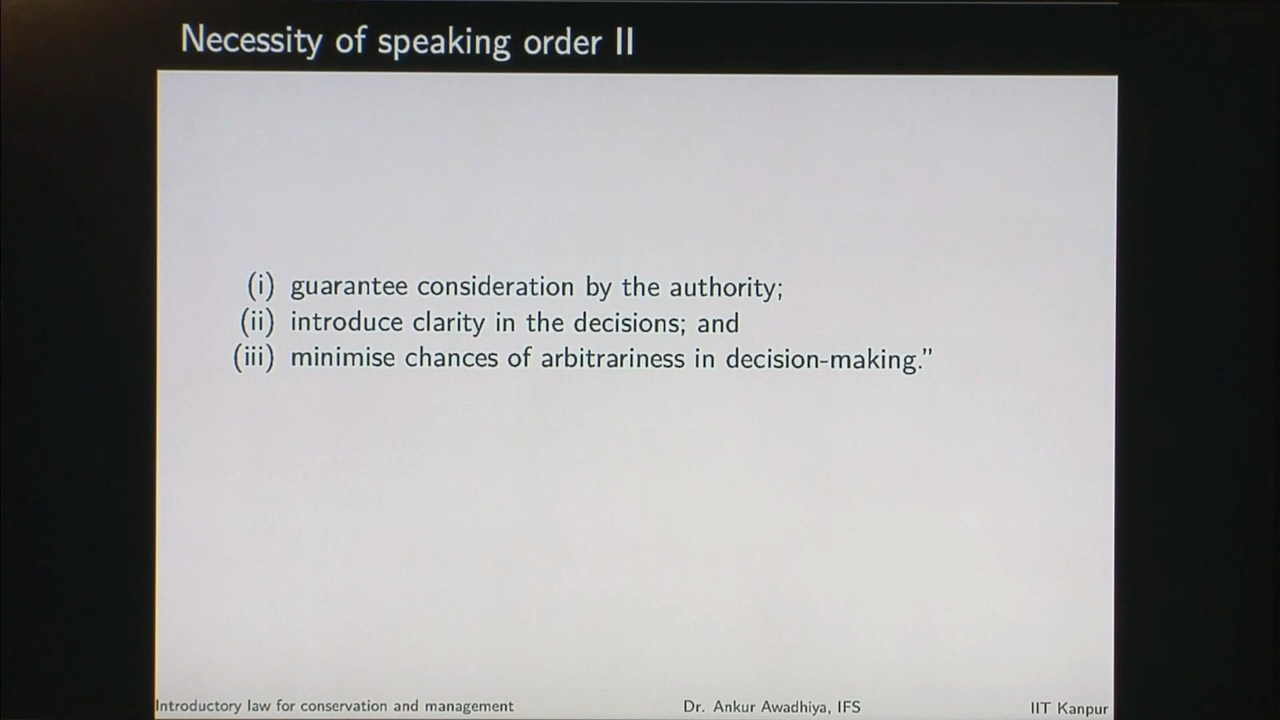 Necessity of speaking order II
(i) guarantee consideration by the authority;
(ii) introduce clarity in the decisions; and
(iii) minimise chances of arbitrariness in decision-making.”
Introductory law for conservation and management Dr. Ankur Awadhiya, IFS IIT Kanpur